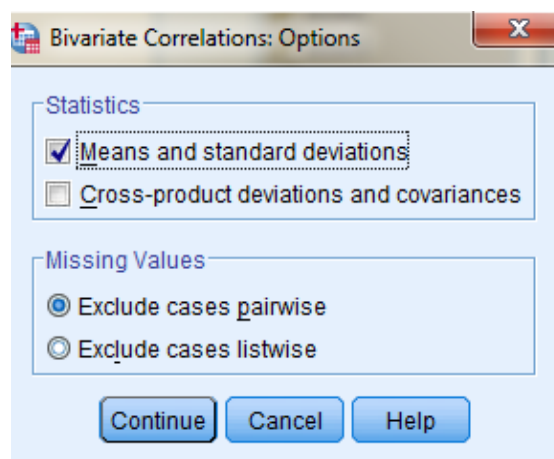 Bivariate Correlations: Options
Statistics
Means and standard deviations
Cross-product deviations and covariances
Missing Values
Exclude cases pairwise
Exclude cases listwise
Continue Cancel Help